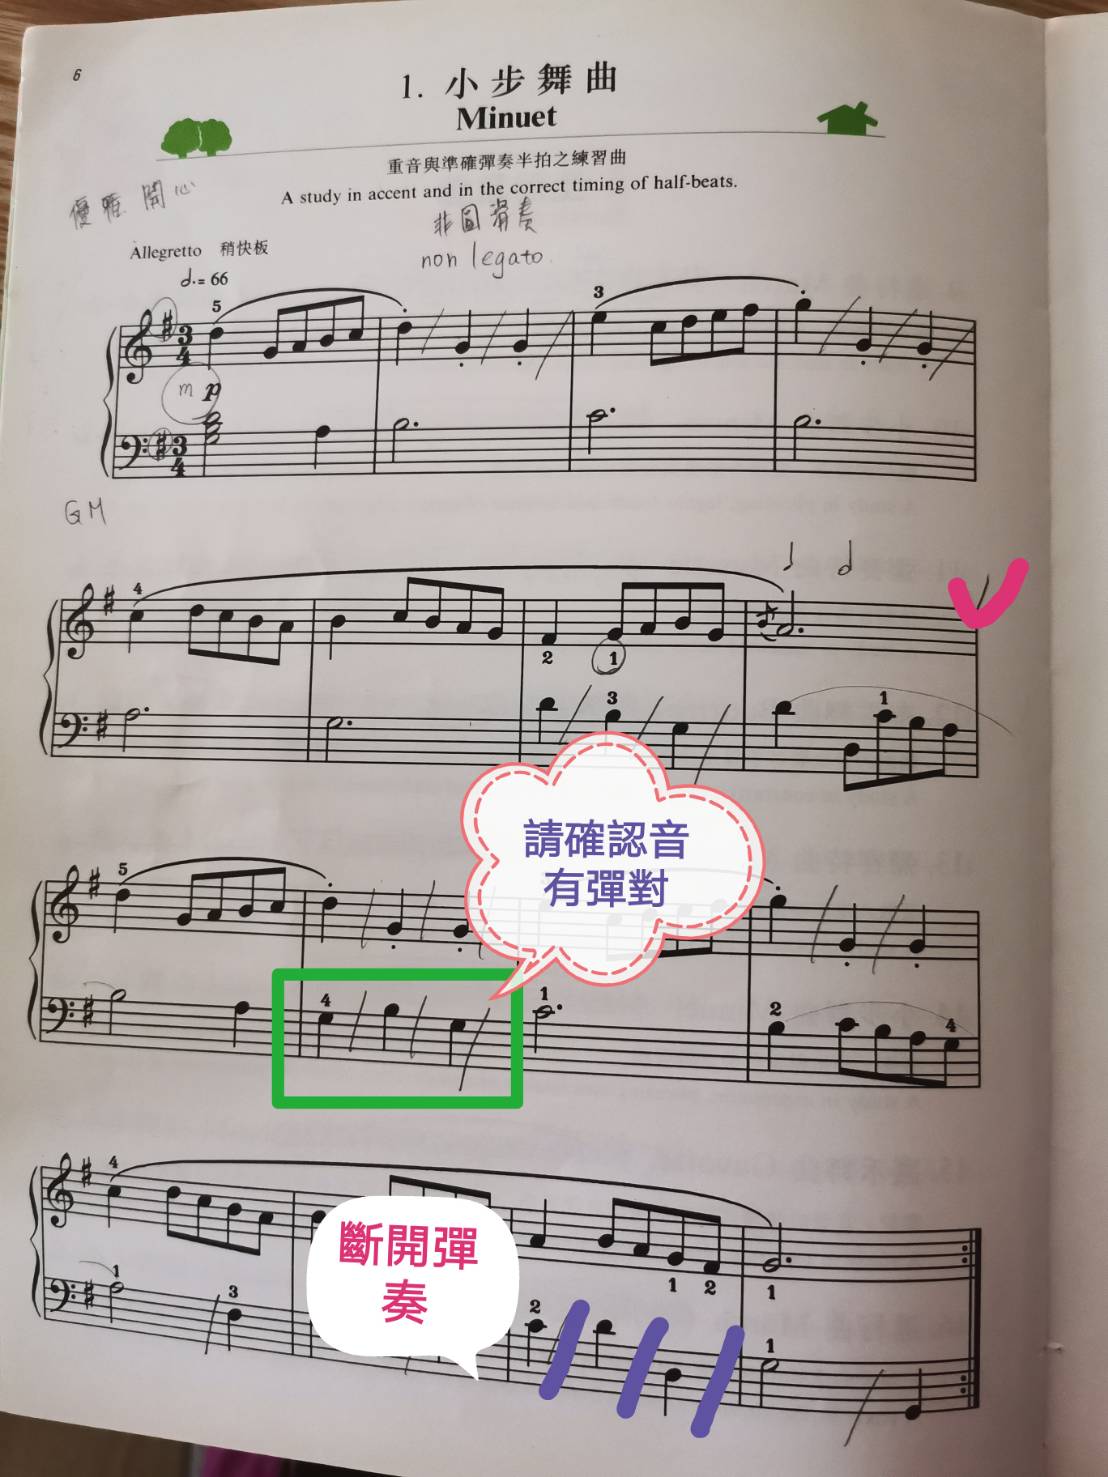 6
1. 小步舞曲
Minuet
重音與準確彈奏半拍之練習曲
A study in accent and in the correct timing of half-beats.
優雅 開心
非圓滑奏
non legato
Allegretto 稍快板
♩.= 66
5
3
3
4
m p
3
4
GM
4
2
1
3
1
請確認音
有彈對
5
4
1
2
4
4
斷開彈
奏
1
2
1
1
3
2
1